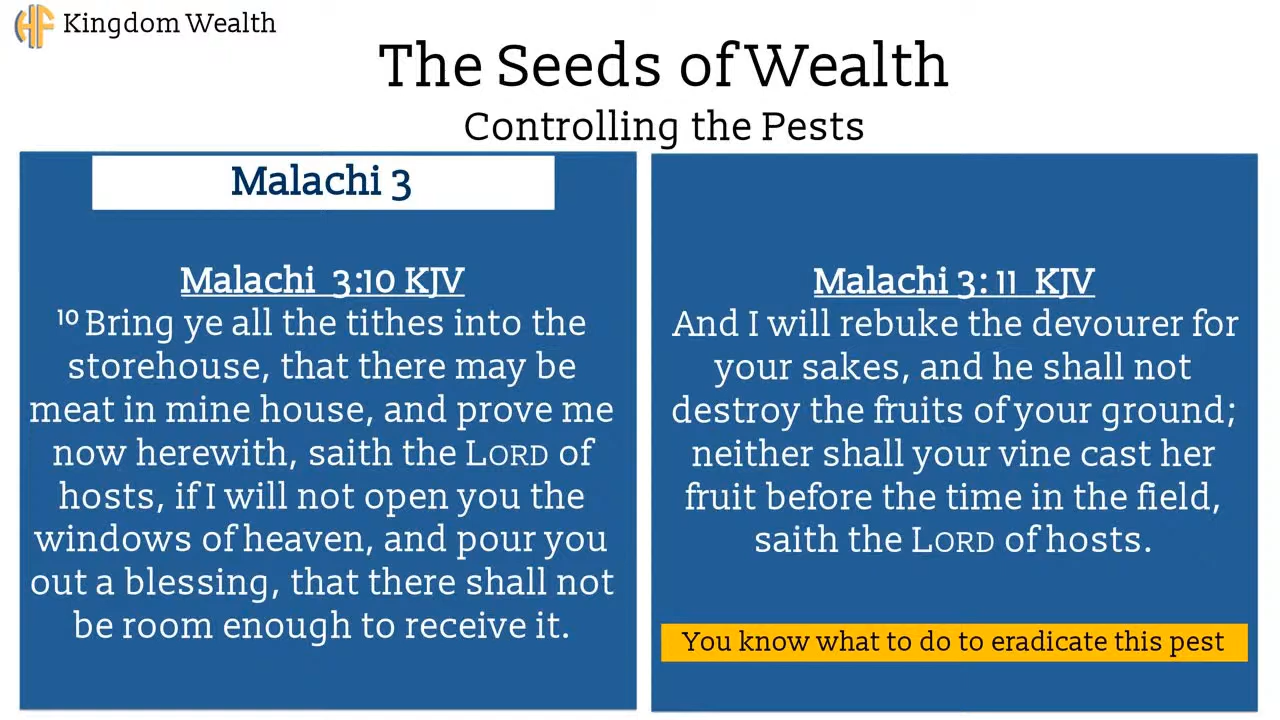 HF Kingdom Wealth
The Seeds of Wealth
Controlling the Pests
Malachi 3
Malachi 3:10 KJV
¹⁰ Bring ye all the tithes into the
storehouse, that there may be
meat in mine house, and prove me
now herewith, saith the LORD of
hosts, if I will not open you the
windows of heaven, and pour you
out a blessing, that there shall not
be room enough to receive it.
Malachi 3: 11 KJV
And I will rebuke the devourer for
your sakes, and he shall not
destroy the fruits of your ground;
neither shall your vine cast her
fruit before the time in the field,
saith the LORD of hosts.
You know what to do to eradicate this pest